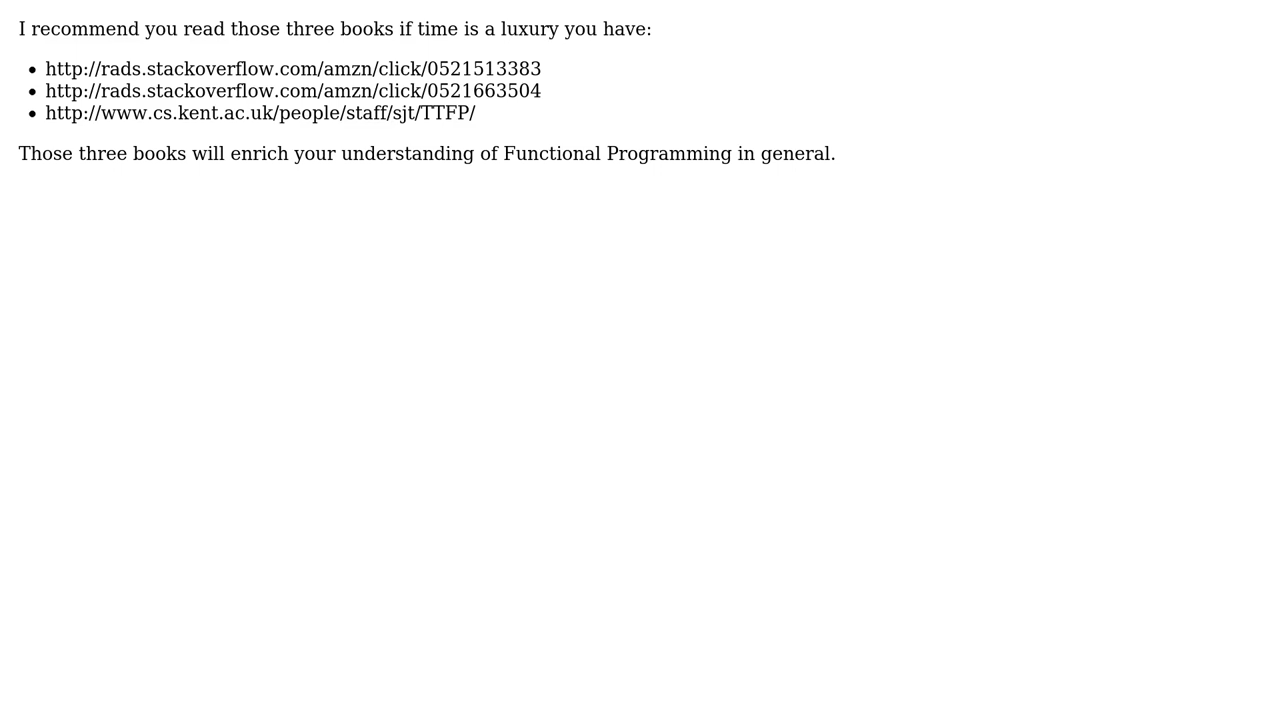 I recommend you read those three books if time is a luxury you have:
• http://rads.stackoverflow.com/amzn/click/0521513383
• http://rads.stackoverflow.com/amzn/click/0521663504
• http://www.cs.kent.ac.uk/people/staff/sjt/TTFP/
Those three books will enrich your understanding of Functional Programming in general.